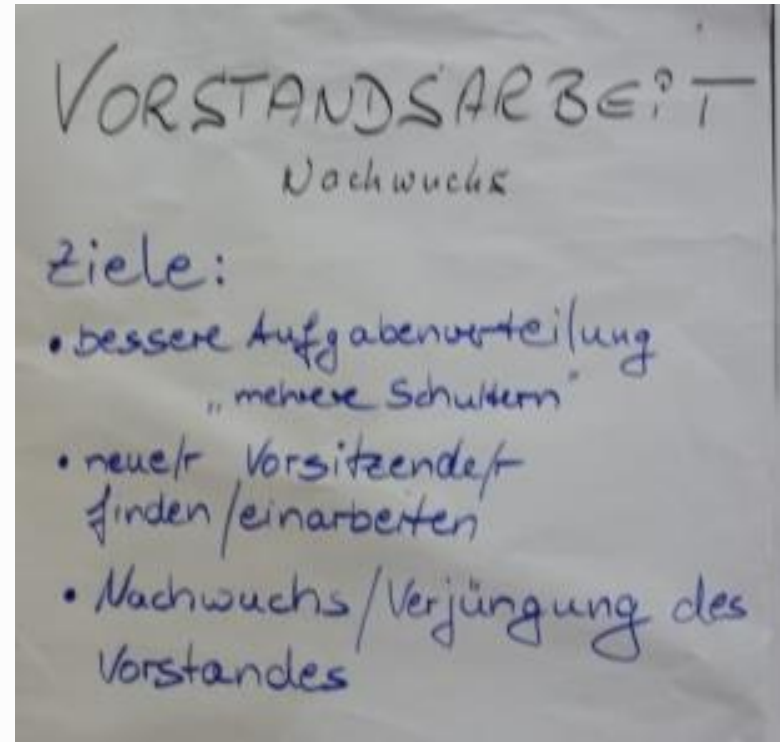 VORSTANDSARBEIT
Nachwuchs
Ziele:
• bessere Aufgabenverteilung
„mehrere Schultern"
• neue/r Vorsitzende/r
finden/einarbeiten
• Nachwuchs/Verjüngung des
Vorstandes